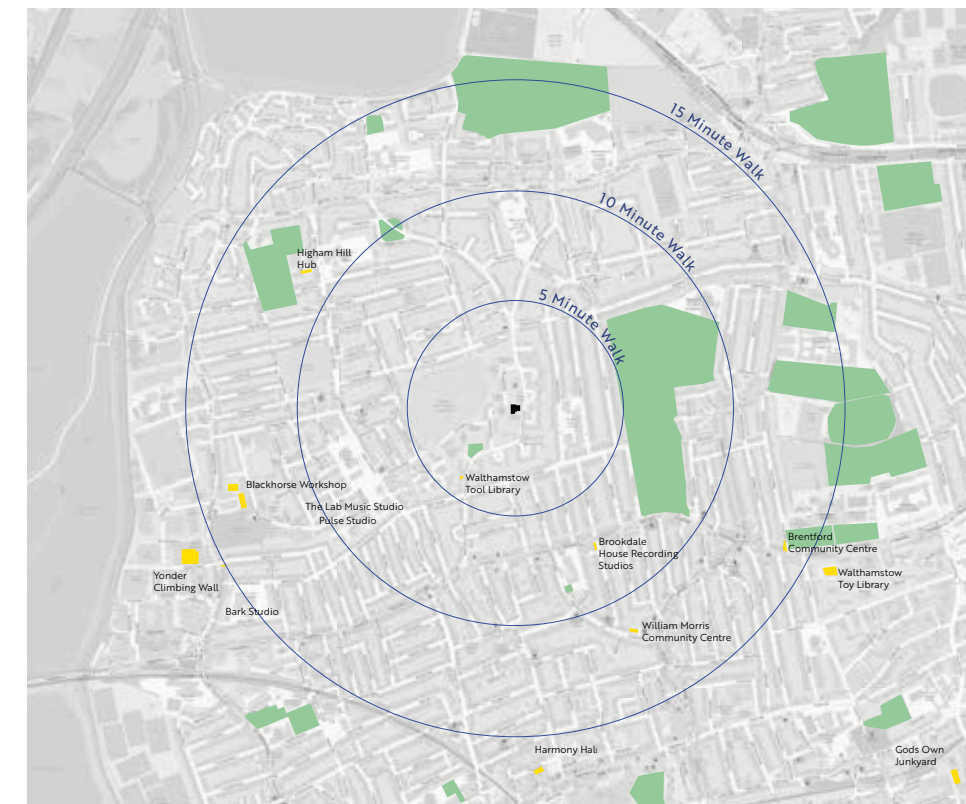 15 Minute Walk
10 Minute Walk
5 Minute Walk
Higham Hill
Hub
Blackhorse Workshop
Walthamstow
Tool Library
The Lab Music Studio
Pulse Studio
Brookdale
House Recording
Studios
Brentford
Community Centre
Yonder
Climbing Wall
Walthamstow
Toy Library
Bark Studio
William Morris
Community Centre
Harmony Hall
Gods Own
Junkyard